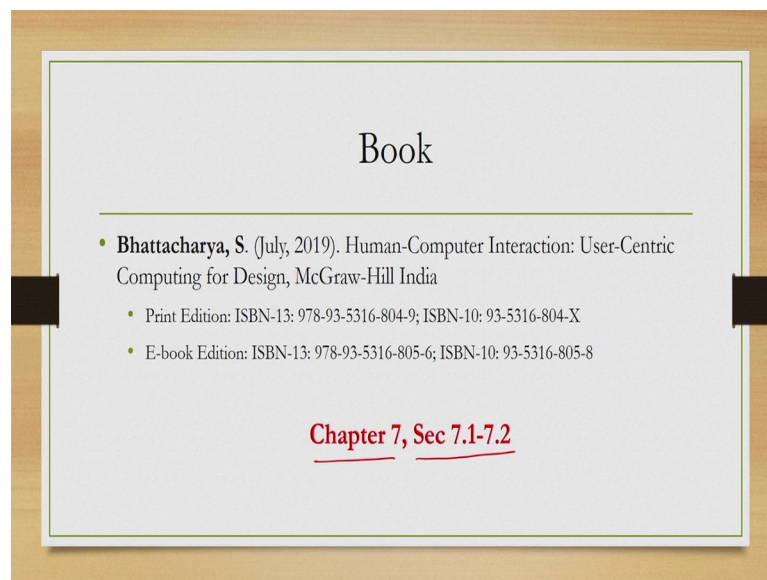 Book
• Bhattacharya, S. (July, 2019). Human-Computer Interaction: User-Centric
Computing for Design, McGraw-Hill India
• Print Edition: ISBN-13: 978-93-5316-804-9; ISBN-10: 93-5316-804-X
• E-book Edition: ISBN-13: 978-93-5316-805-6; ISBN-10: 93-5316-805-8
Chapter 7, Sec 7.1-7.2